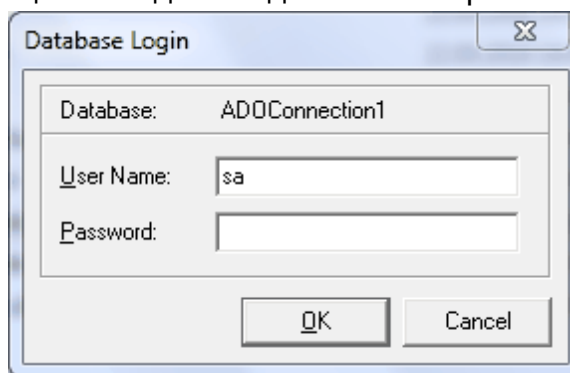 Database Login
Database: ADOConnection1
User Name: sa
Password:
OK Cancel